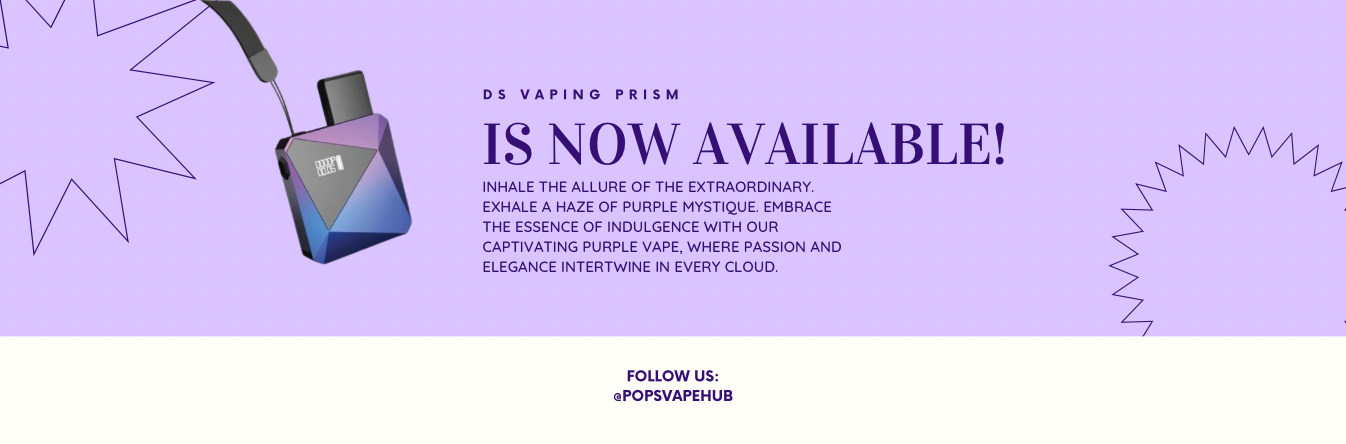 DS VAPING PRISM
IS NOW AVAILABLE!
INHALE THE ALLURE OF THE EXTRAORDINARY.
EXHALE A HAZE OF PURPLE MYSTIQUE. EMBRACE
THE ESSENCE OF INDULGENCE WITH OUR
CAPTIVATING PURPLE VAPE, WHERE PASSION AND
ELEGANCE INTERTWINE IN EVERY CLOUD.
FOLLOW US:
@POPSVAPEHUB